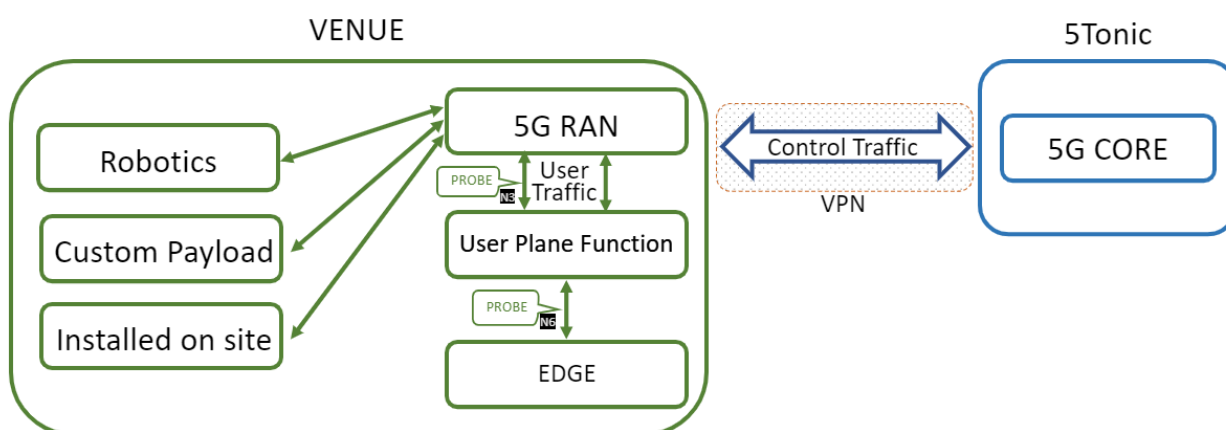 VENUE
5Tonic
Robotics
Custom Payload
Installed on site
5G RAN
PROBE
N3
User
Traffic
User Plane Function
PROBE
N6
EDGE
Control Traffic
VPN
5G CORE